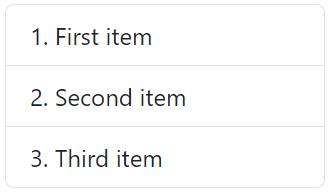 1. First item
2. Second item
3. Third item